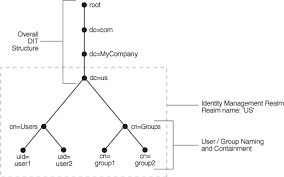 root
Overall
DIT
Structure
dc=com
dc=MyCompany
dc=us
Identity Management Realm
Realm name: 'US'
cn=Users
cn=Groups
User / Group Naming
and Containment
uid=
user1
uid=
user2
cn=
group1
cn=
group2